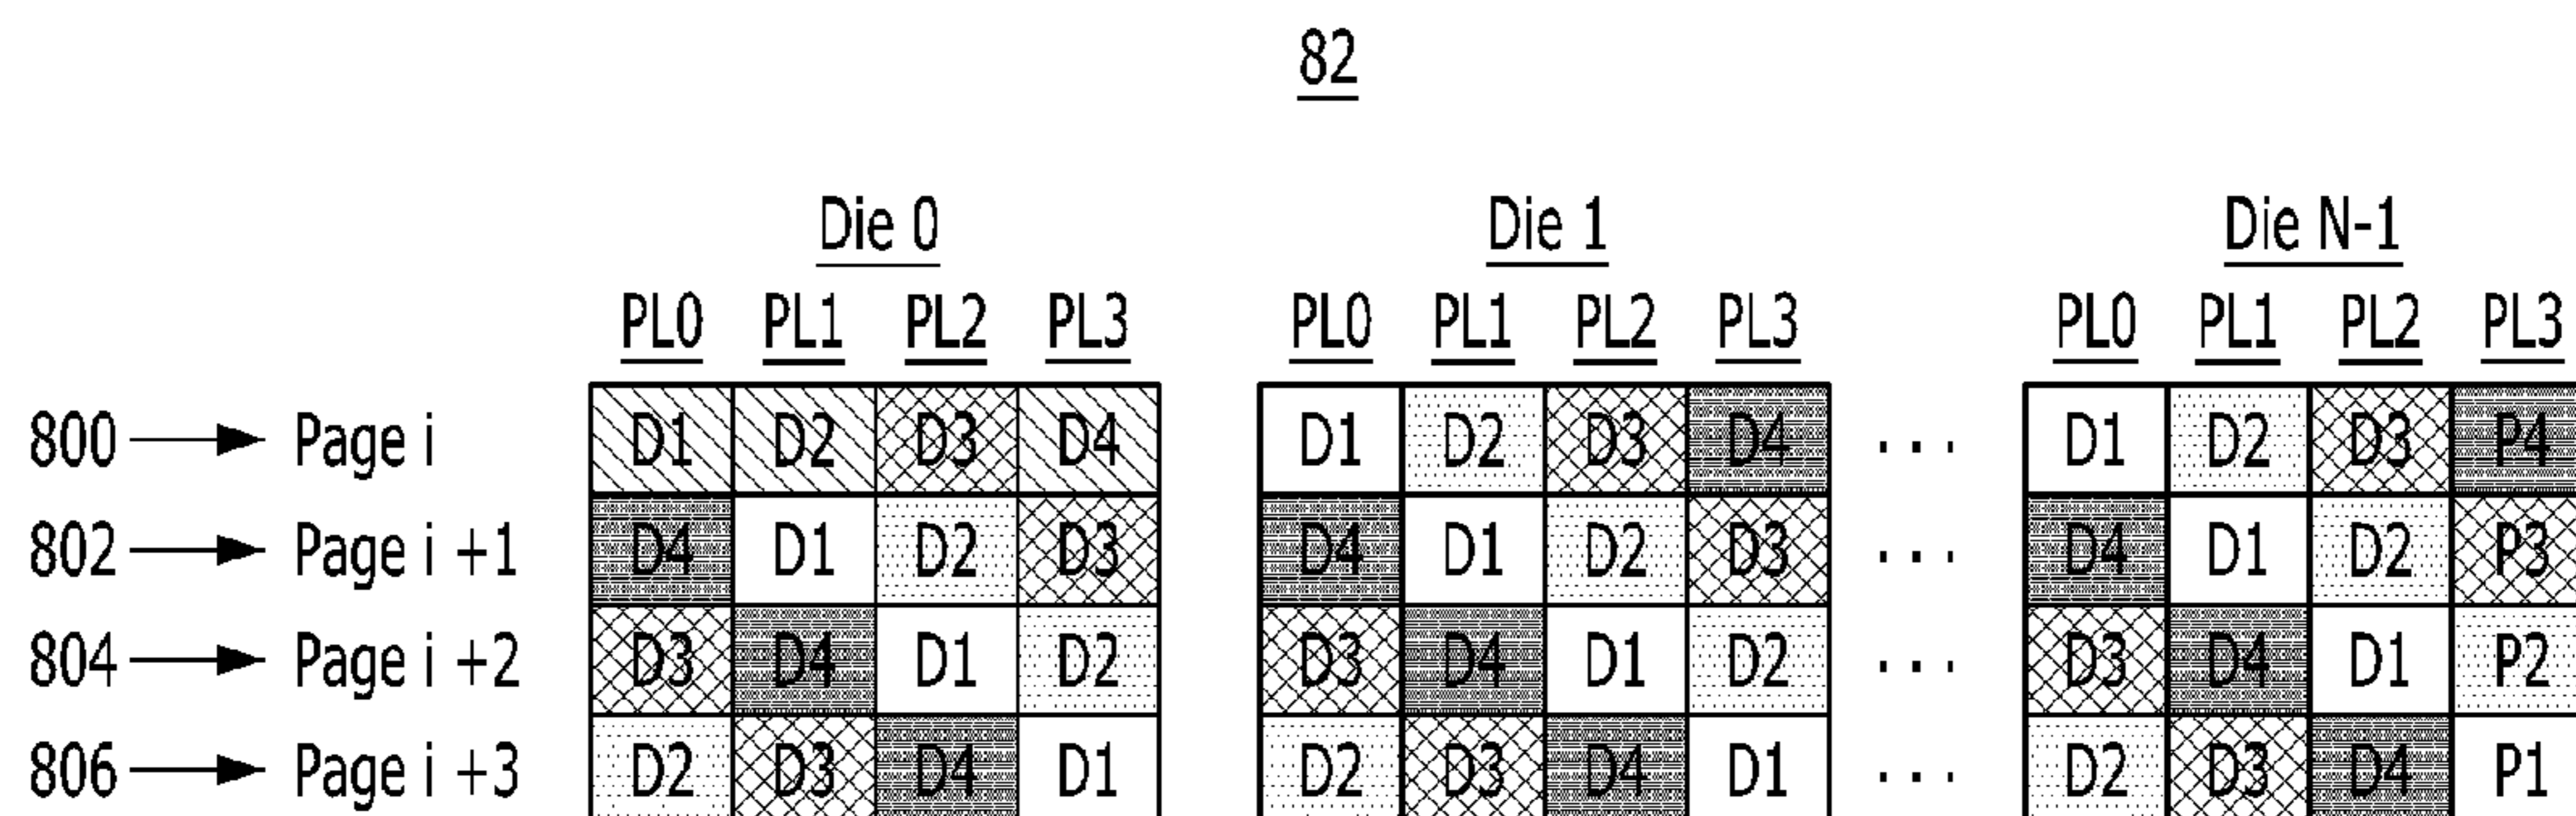 82
Die 0 Die 1 Die N-1
PL0 PL1 PL2 PL3 PL0 PL1 PL2 PL3 PL0 PL1 PL2 PL3
800 Page i D1 D2 D3 D4 D1 D2 D3 D4 ... D1 D2 D3 P4
802 Page i +1 D4 D1 D2 D3 D4 D1 D2 D3 ... D4 D1 D2 P3
804 Page i +2 D3 D4 D1 D2 D3 D4 D1 D2 ... D3 D4 D1 P2
806 Page i +3 D2 D3 D4 D1 D2 D3 D4 D1 ... D2 D3 D4 P1